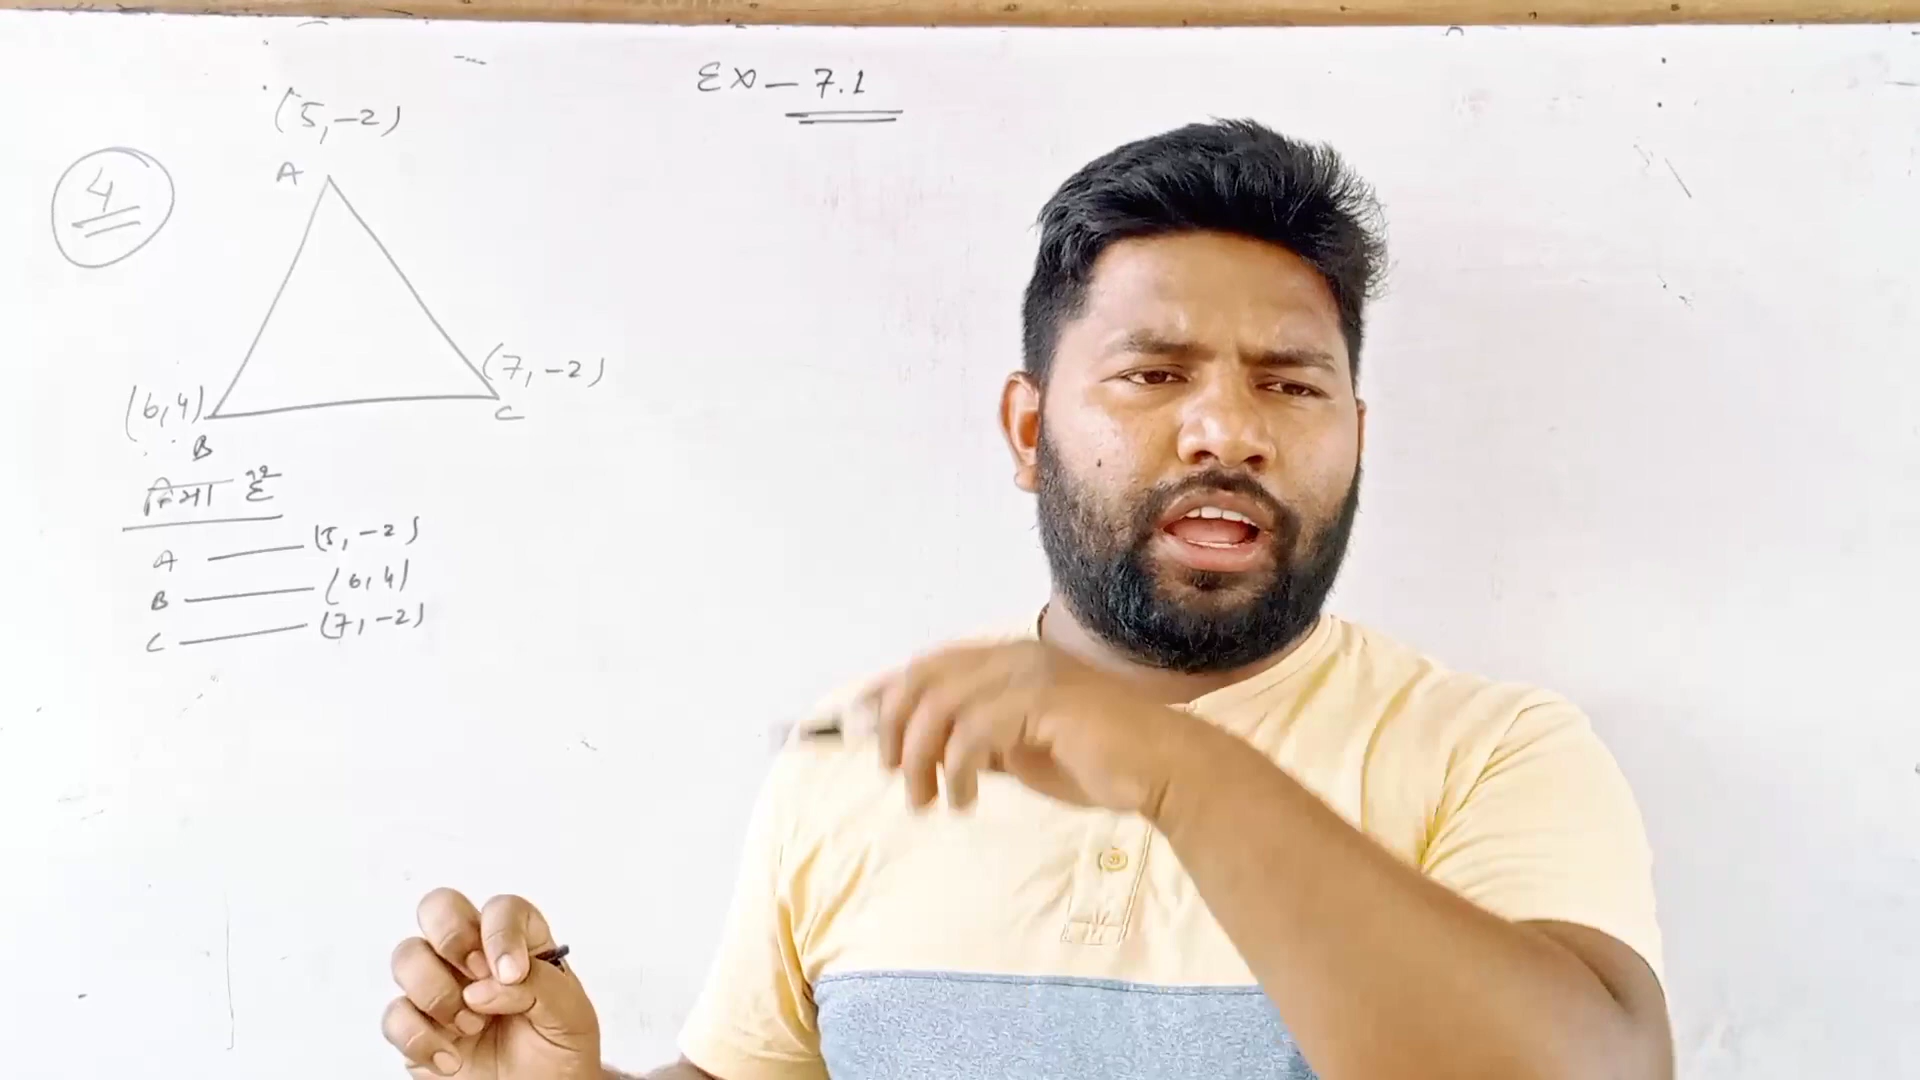 Ex – 7.1
4
(5, -2)
A
(7, -2)
C
(6, 4)
B
दिया है
A —— (5, -2)
B —— (6, 4)
C —— (7, -2)